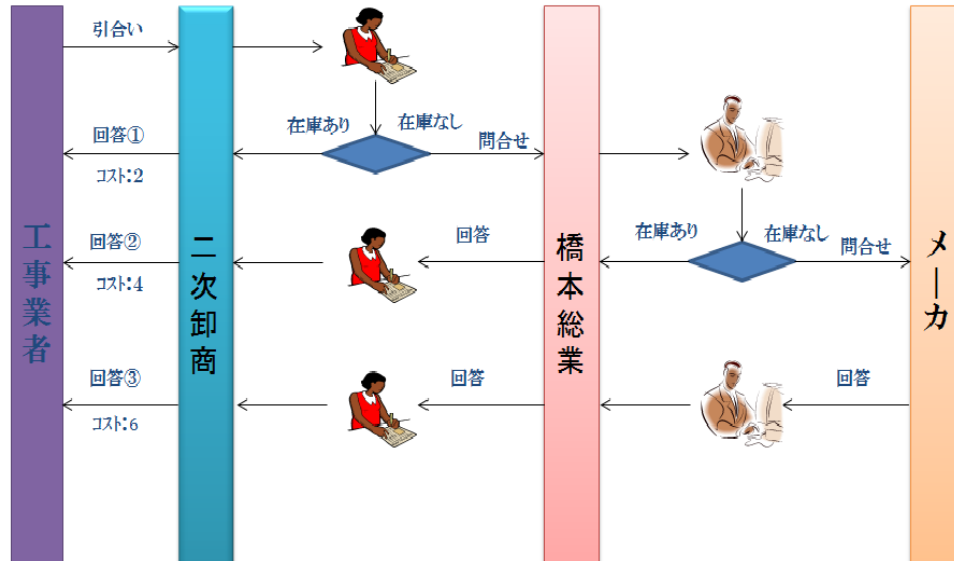 引合い
在庫あり
在庫なし
回答①
問合せ
コスト:2
工事業者
二次卸商
橋本総業
メーカ
回答②
回答
在庫あり
在庫なし
問合せ
コスト:4
回答③
回答
回答
コスト:6